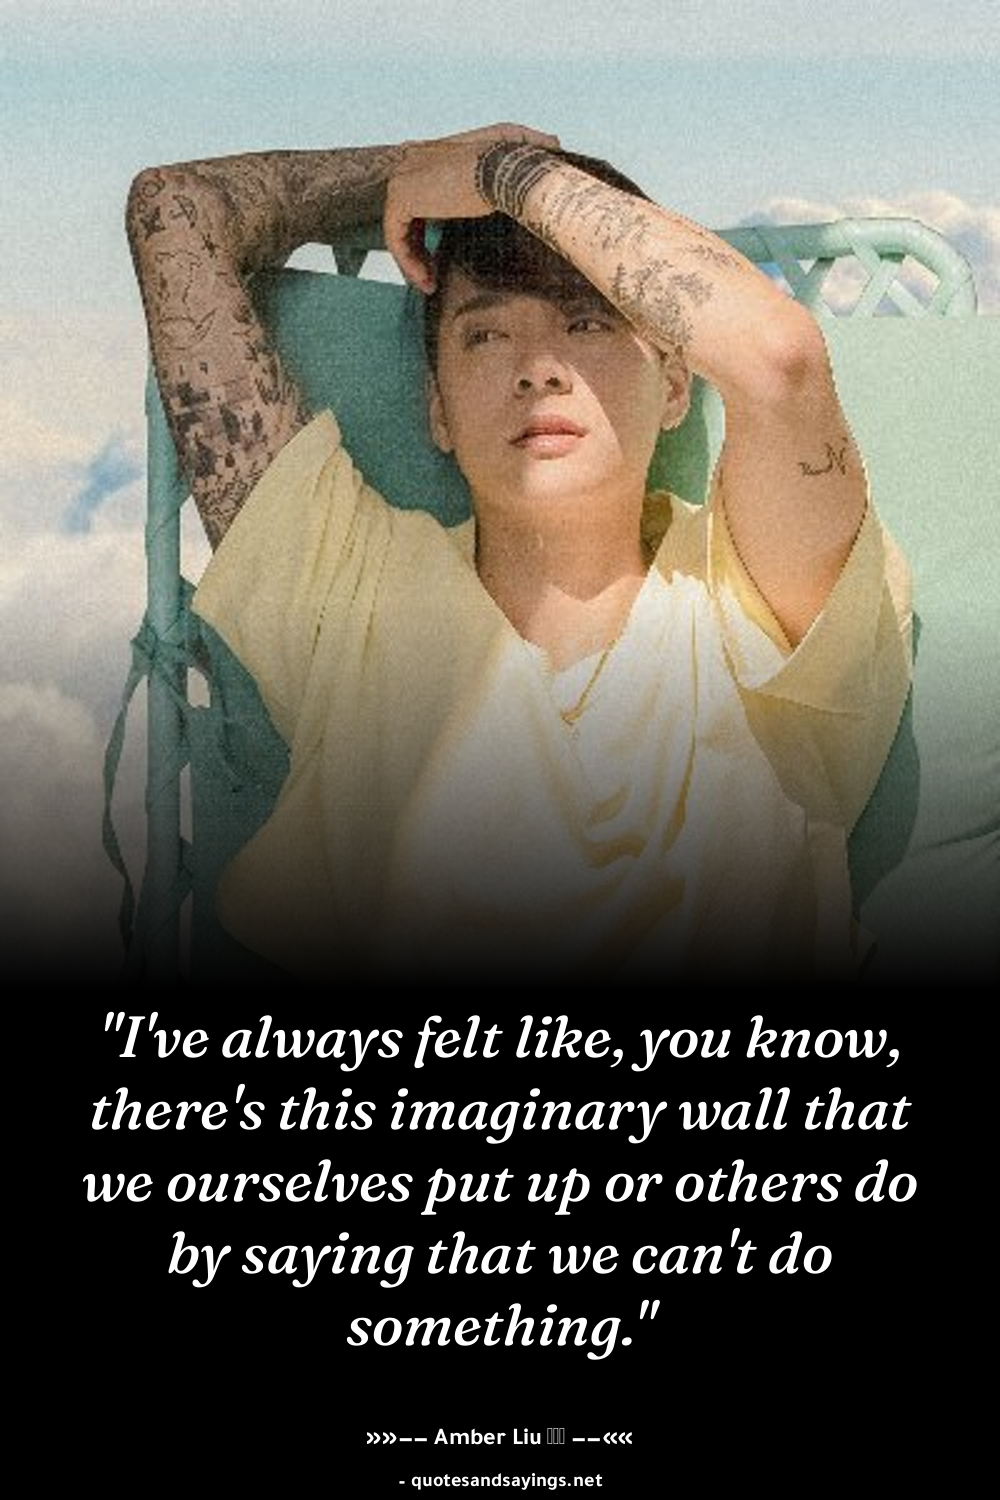 "I've always felt like, you know,
there's this imaginary wall that
we ourselves put up or others do
by saying that we can't do
something."
»»−− Amber Liu −−««
- quotesandsayings.net